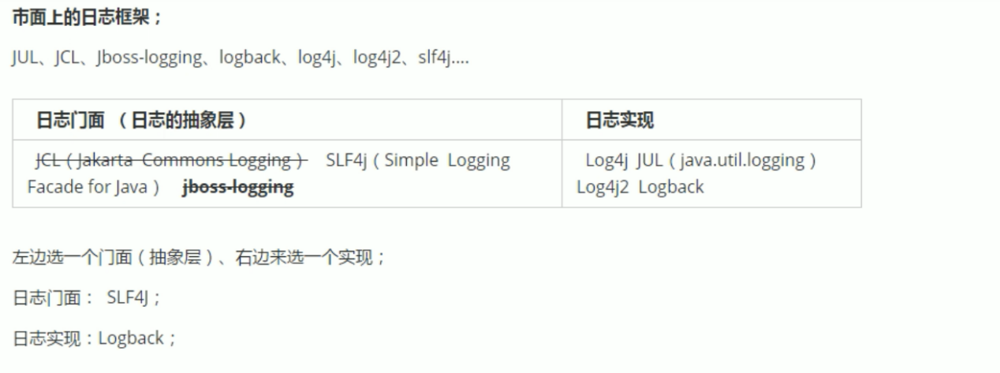 市面上的日志框架；
JUL、JCL、Jboss-logging、logback、log4j、log4j2、slf4j....
日志门面 （日志的抽象层）
日志实现
JCL（Jakarta Commons Logging） SLF4j（Simple Logging
Facade for Java） jboss-logging
Log4j JUL（java.util.logging）
Log4j2 Logback
左边选一个门面（抽象层）、右边来选一个实现；
日志门面： SLF4J；
日志实现：Logback；